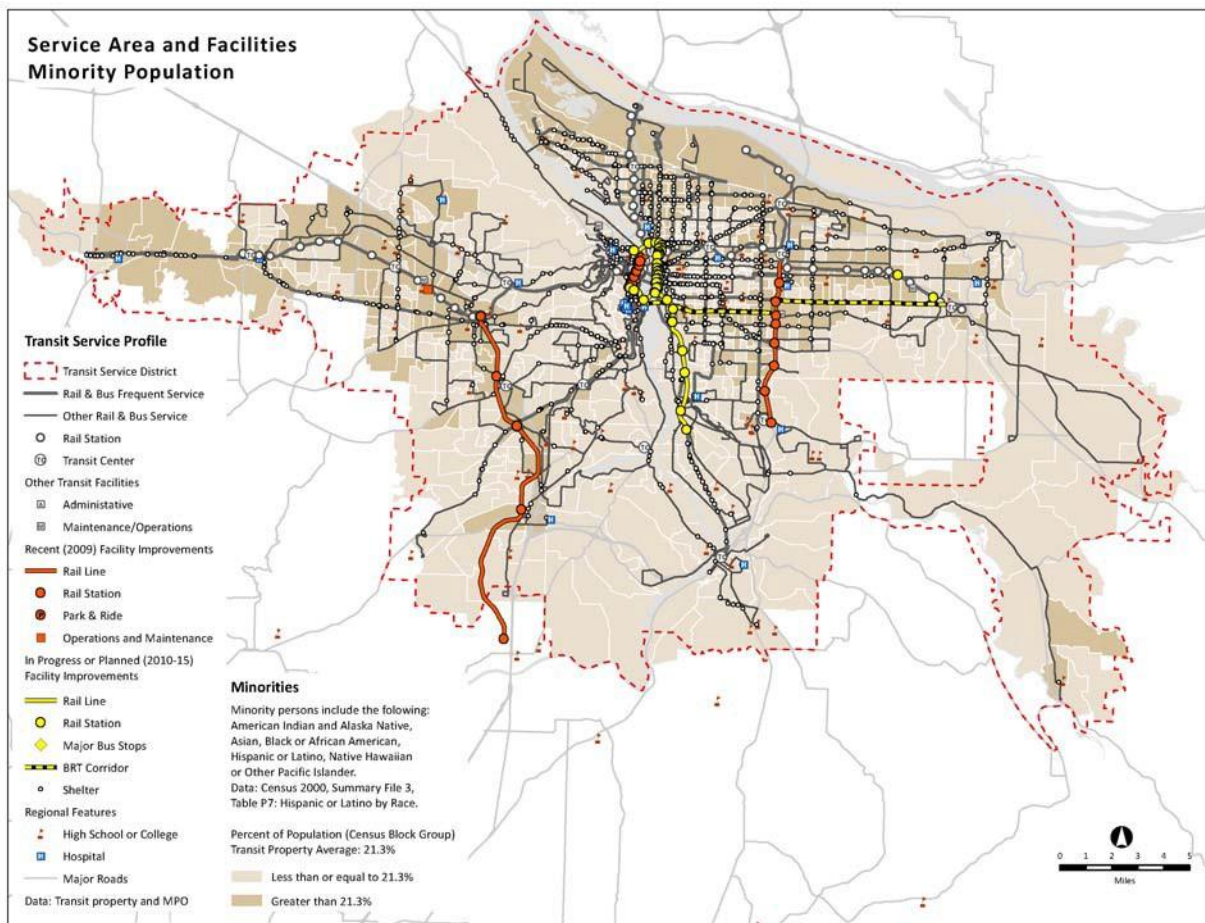 Service Area and Facilities
Minority Population
Transit Service Profile
Transit Service District
Rail & Bus Frequent Service
Other Rail & Bus Service
Rail Station
TC Transit Center
Other Transit Facilities
Administative
Maintenance/Operations
Recent (2009) Facility Improvements
Rail Line
Rail Station
Park & Ride
Operations and Maintenance
In Progress or Planned (2010-15)
Facility Improvements
Rail Line
Rail Station
Major Bus Stops
BRT Corridor
Shelter
Regional Features
High School or College
H Hospital
Major Roads
Data: Transit property and MPO
Minorities
Minority persons include the folowing:
American Indian and Alaska Native,
Asian, Black or African American,
Hispanic or Latino, Native Hawaiian
or Other Pacific Islander.
Data: Census 2000, Summary File 3,
Table P7: Hispanic or Latino by Race.
Percent of Population (Census Block Group)
Transit Property Average: 21.3%
Less than or equal to 21.3%
Greater than 21.3%
0 1 2 3 4 5
Miles